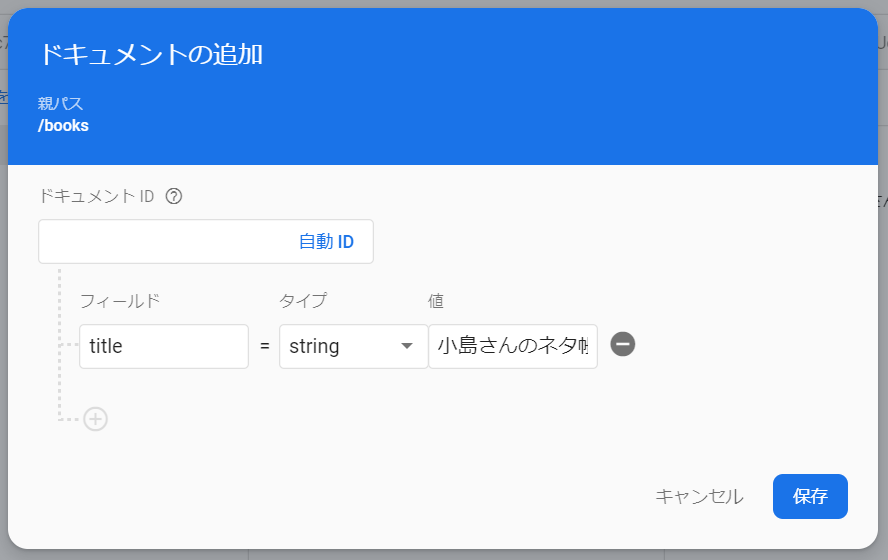 ドキュメントの追加
親パス
/books
ドキュメント ID
自動 ID
フィールド タイプ 値
title = string 小島さんのネタ
キャンセル 保存